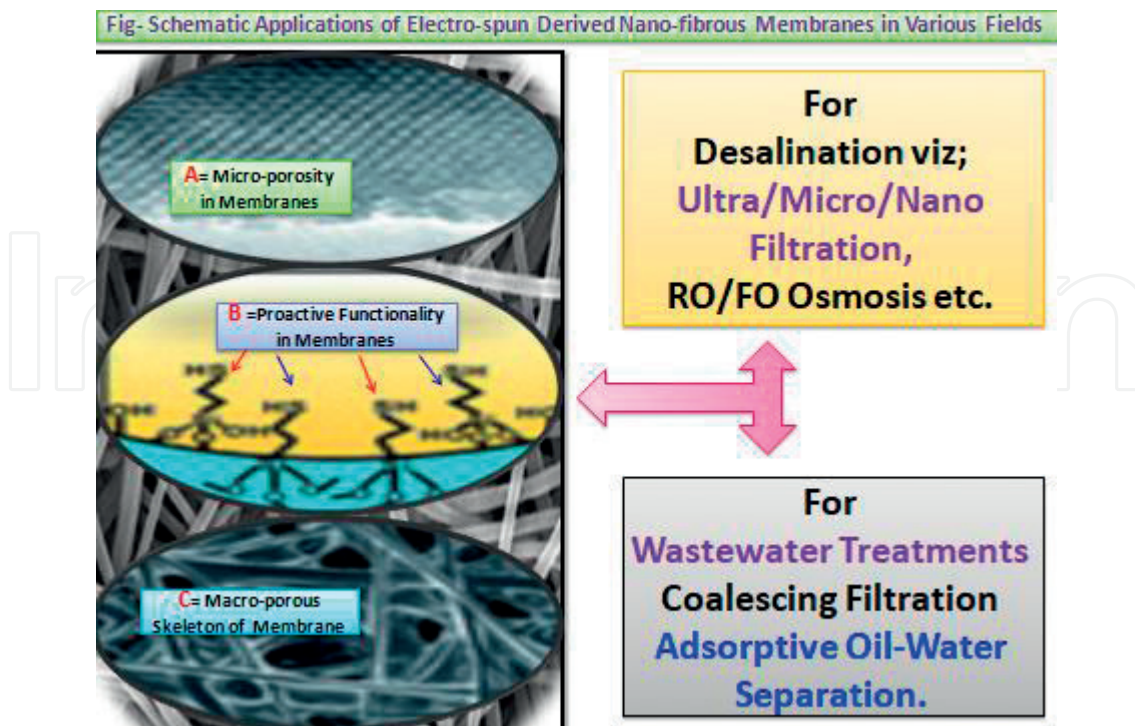 Fig- Schematic Applications of Electro-spun Derived Nano-fibrous Membranes in Various Fields
A= Micro-porosity
in Membranes
B =Proactive Functionality
in Membranes
C= Macro-porous
Skeleton of Membrane
For
Desalination viz;
Ultra/Micro/Nano
Filtration,
RO/FO Osmosis etc.
For
Wastewater Treatments
Coalescing Filtration
Adsorptive Oil-Water
Separation.